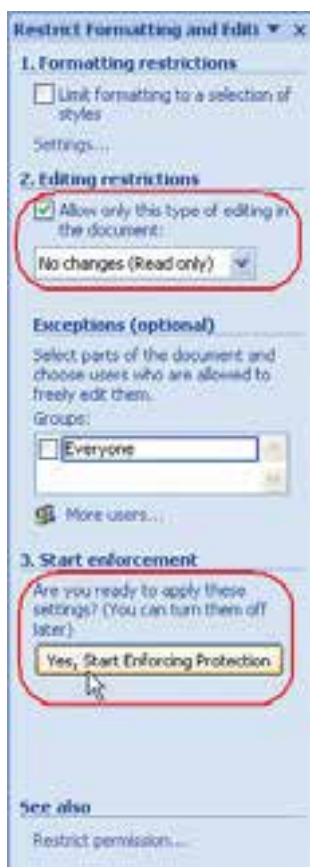 Restrict Formatting and Editi
1. Formatting restrictions
Limit formatting to a selection of
styles
Settings...
2. Editing restrictions
Allow only this type of editing in
the document:
No changes (Read only)
Exceptions (optional)
Select parts of the document and
choose users who are allowed to
freely edit them.
Groups:
Everyone
More users...
3. Start enforcement
Are you ready to apply these
settings? (You can turn them off
later)
Yes, Start Enforcing Protection
See also
Restrict permission...